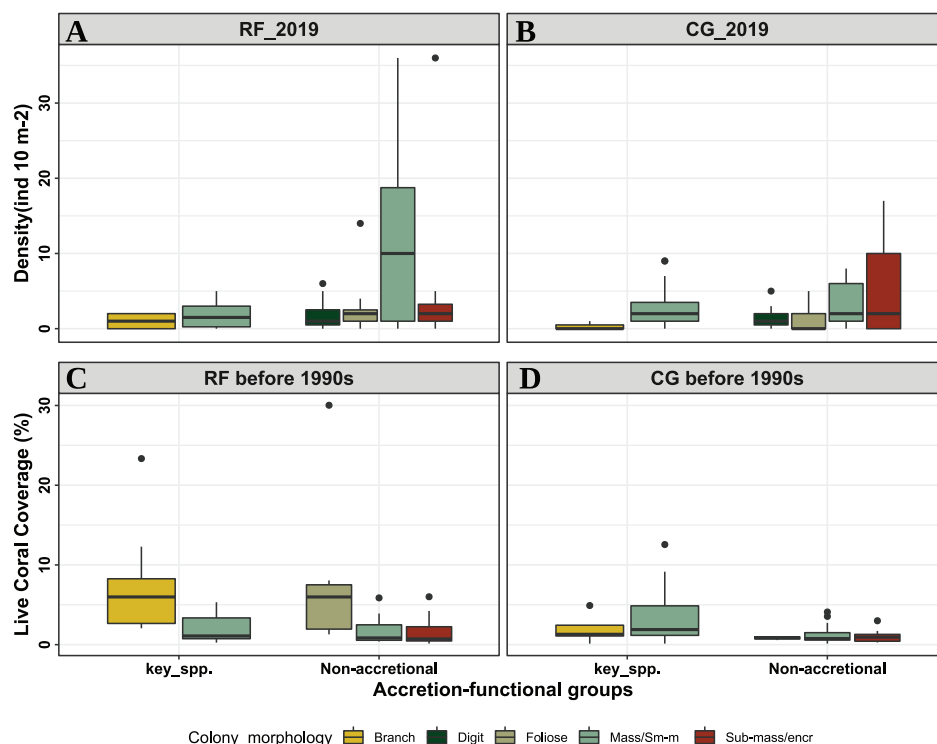 A RF_2019
B CG_2019
Density(ind 10 m-2)
30
20
10
0
C RF before 1990s
D CG before 1990s
Live Coral Coverage (%)
30
20
10
0
key_spp. Non-accretional key_spp. Non-accretional
Accretion-functional groups
Colony_morphology Branch Digit Foliose Mass/Sm-m Sub-mass/encr